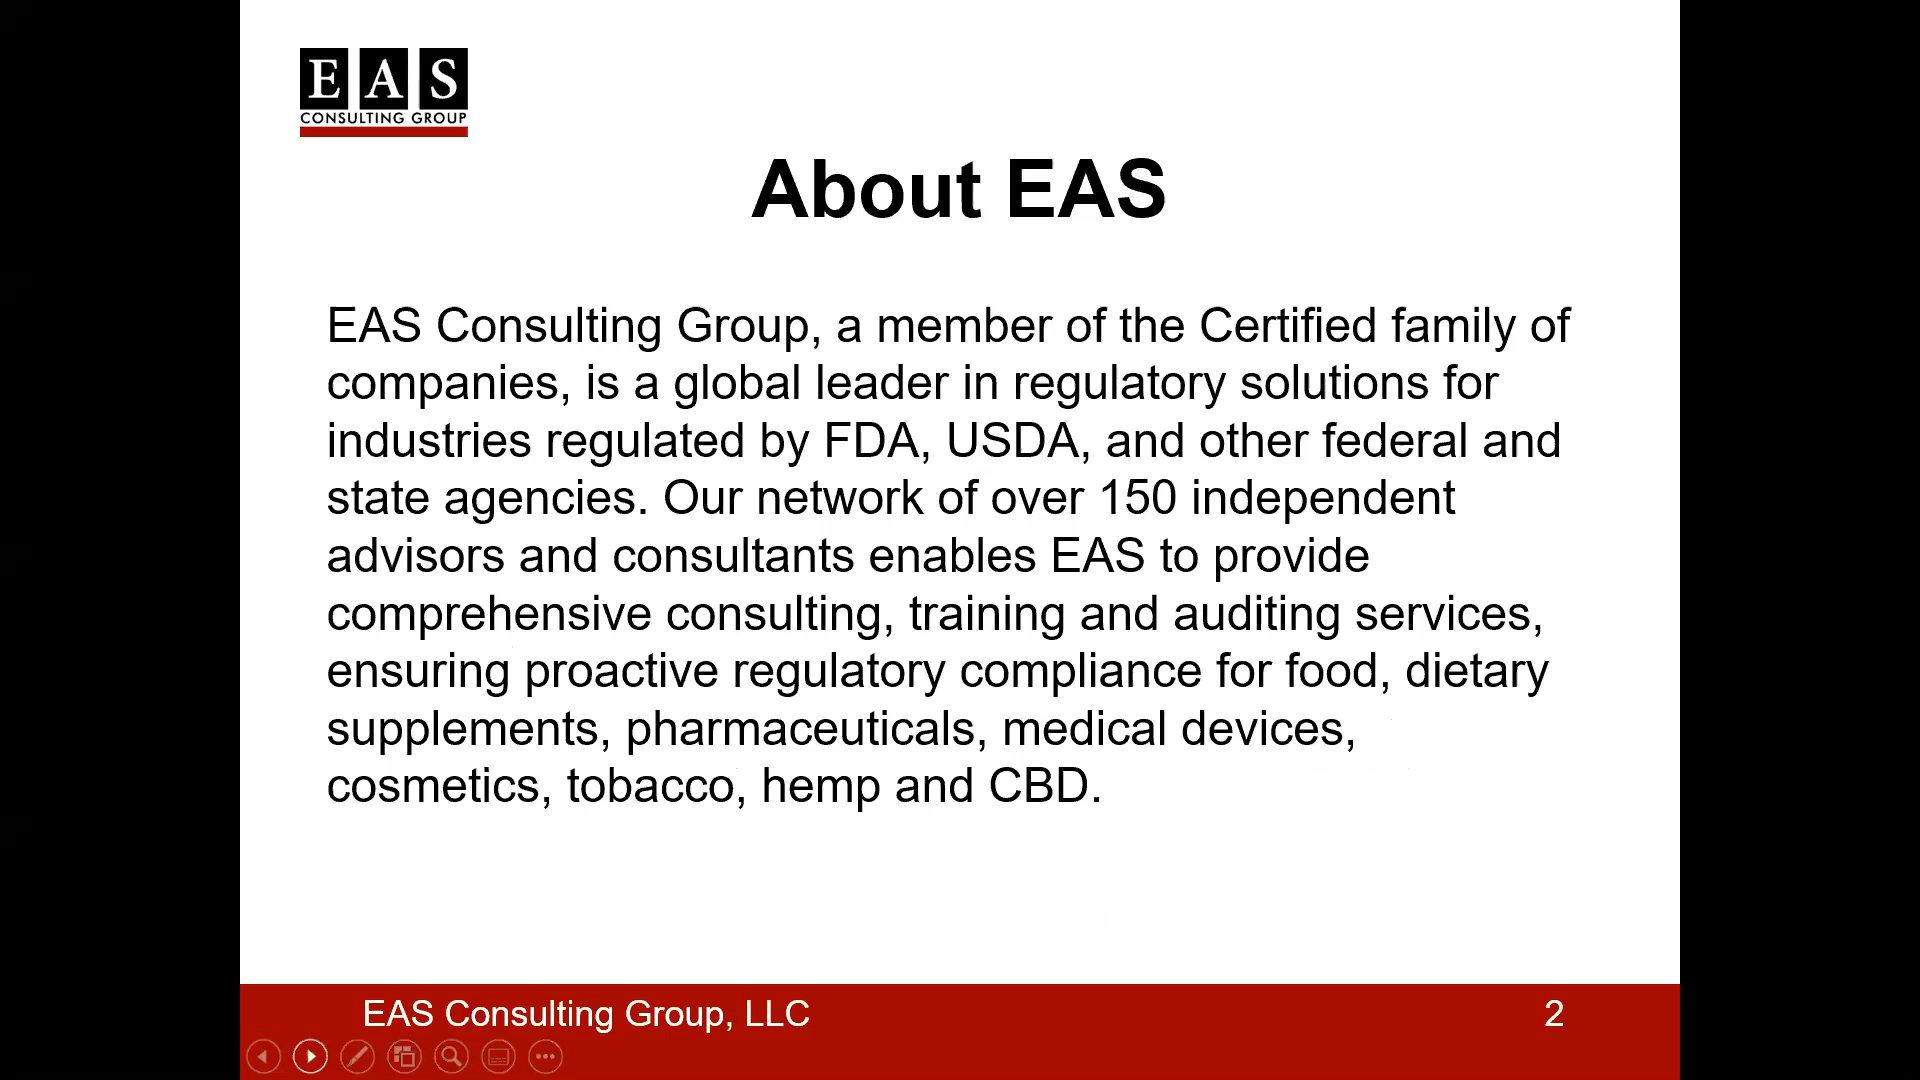 EAS
CONSULTING GROUP
About EAS
EAS Consulting Group, a member of the Certified family of
companies, is a global leader in regulatory solutions for
industries regulated by FDA, USDA, and other federal and
state agencies. Our network of over 150 independent
advisors and consultants enables EAS to provide
comprehensive consulting, training and auditing services,
ensuring proactive regulatory compliance for food, dietary
supplements, pharmaceuticals, medical devices,
cosmetics, tobacco, hemp and CBD.
EAS Consulting Group, LLC
2